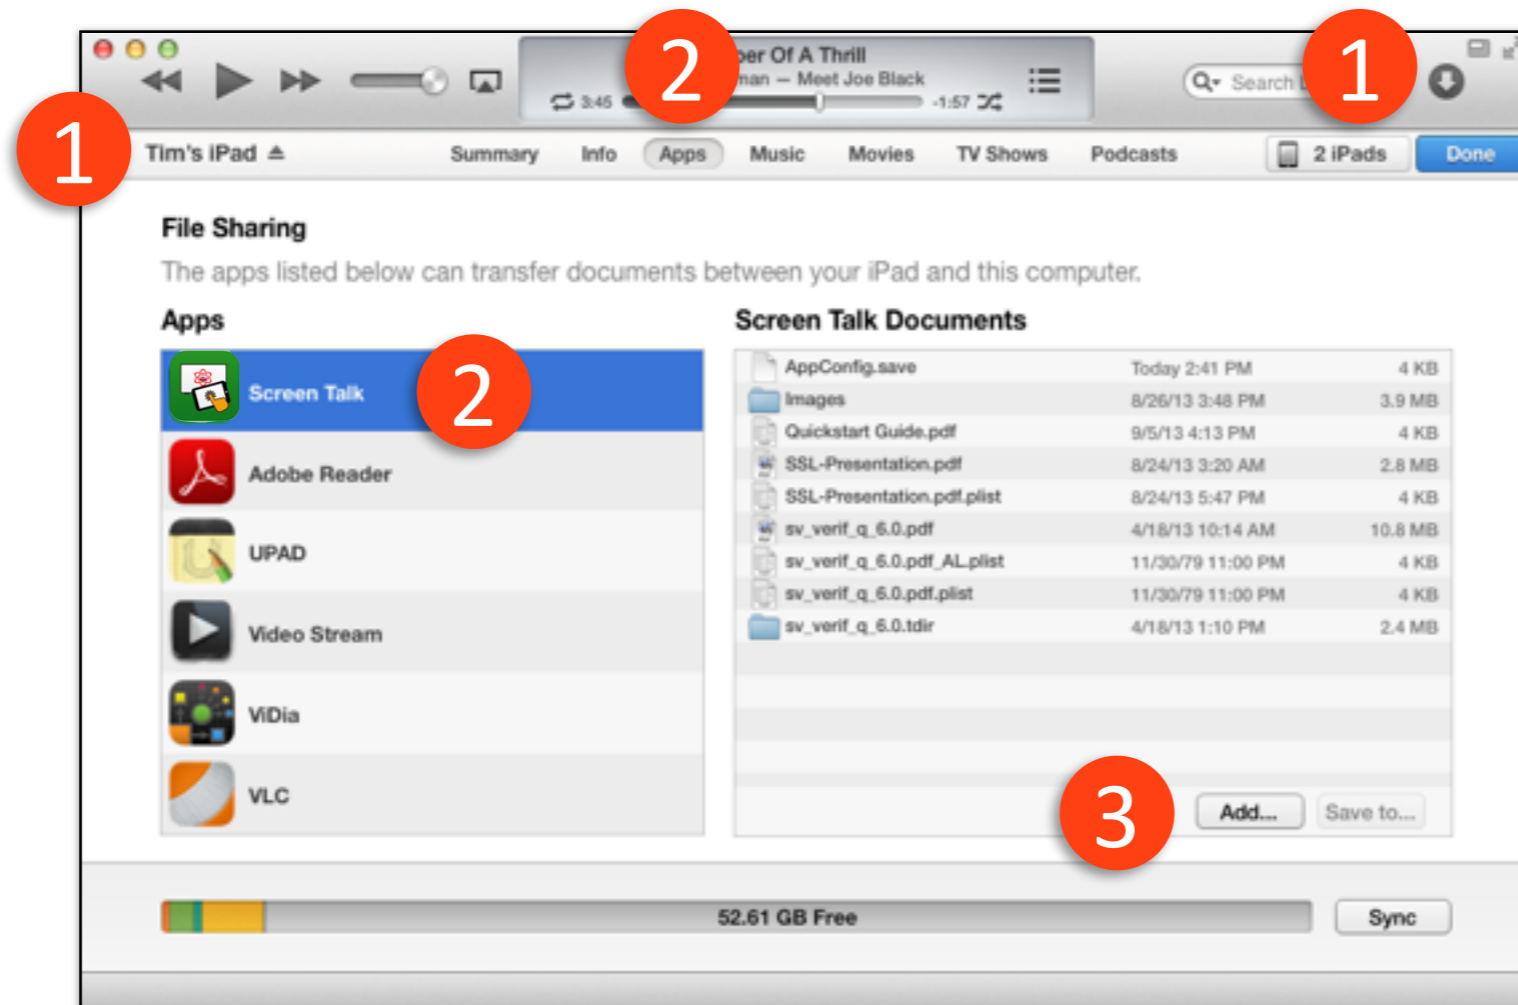 2
1
ber Of A Thrill
man — Meet Joe Black
3:45
-1:57
Search
1
Tim's iPad
Summary
Info
Apps
Music
Movies
TV Shows
Podcasts
2 iPads
Done
File Sharing
The apps listed below can transfer documents between your iPad and this computer.
Apps
Screen Talk
2
Adobe Reader
UPAD
Video Stream
ViDia
VLC
Screen Talk Documents
AppConfig.save Today 2:41 PM 4 KB
Images 8/26/13 3:48 PM 3.9 MB
Quickstart Guide.pdf 9/5/13 4:13 PM 4 KB
SSL-Presentation.pdf 8/24/13 3:20 AM 2.8 MB
SSL-Presentation.pdf.plist 8/24/13 5:47 PM 4 KB
sv_verif_q_6.0.pdf 4/18/13 10:14 AM 10.8 MB
sv_verif_q_6.0.pdf_AL.plist 11/30/79 11:00 PM 4 KB
sv_verif_q_6.0.pdf.plist 11/30/79 11:00 PM 4 KB
sv_verif_q_6.0.tdir 4/18/13 1:10 PM 2.4 MB
3
Add...
Save to...
52.61 GB Free
Sync